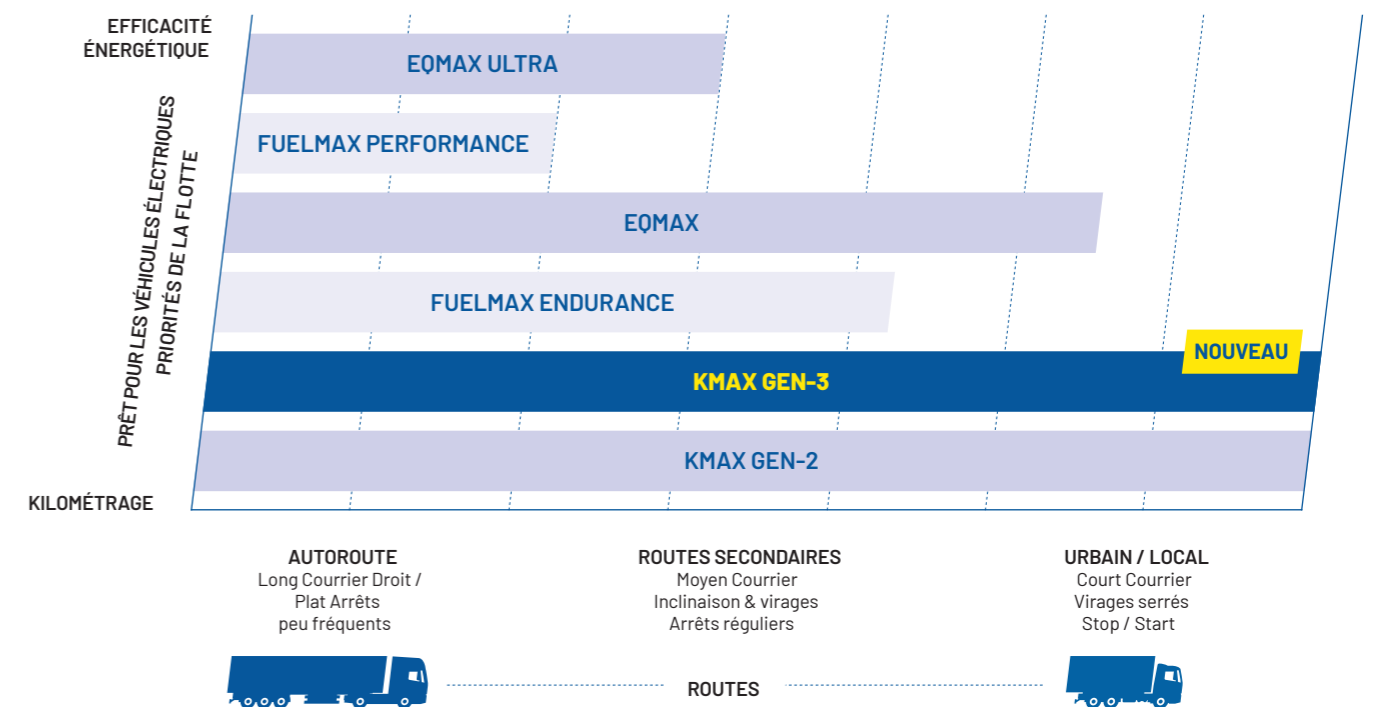 EFFICACITÉ
ÉNERGÉTIQUE
PRÊT POUR LES VÉHICULES ÉLECTRIQUES
PRIORITÉS DE LA FLOTTE
KILOMÉTRAGE
EQMAX ULTRA
FUELMAX PERFORMANCE
EQMAX
FUELMAX ENDURANCE
NOUVEAU
KMAX GEN-3
KMAX GEN-2
AUTOROUTE
Long Courrier Droit /
Plat Arrêts
peu fréquents
ROUTES SECONDAIRES
Moyen Courrier
Inclinaison & virages
Arrêts réguliers
URBAIN / LOCAL
Court Courrier
Virages serrés
Stop / Start
ROUTES